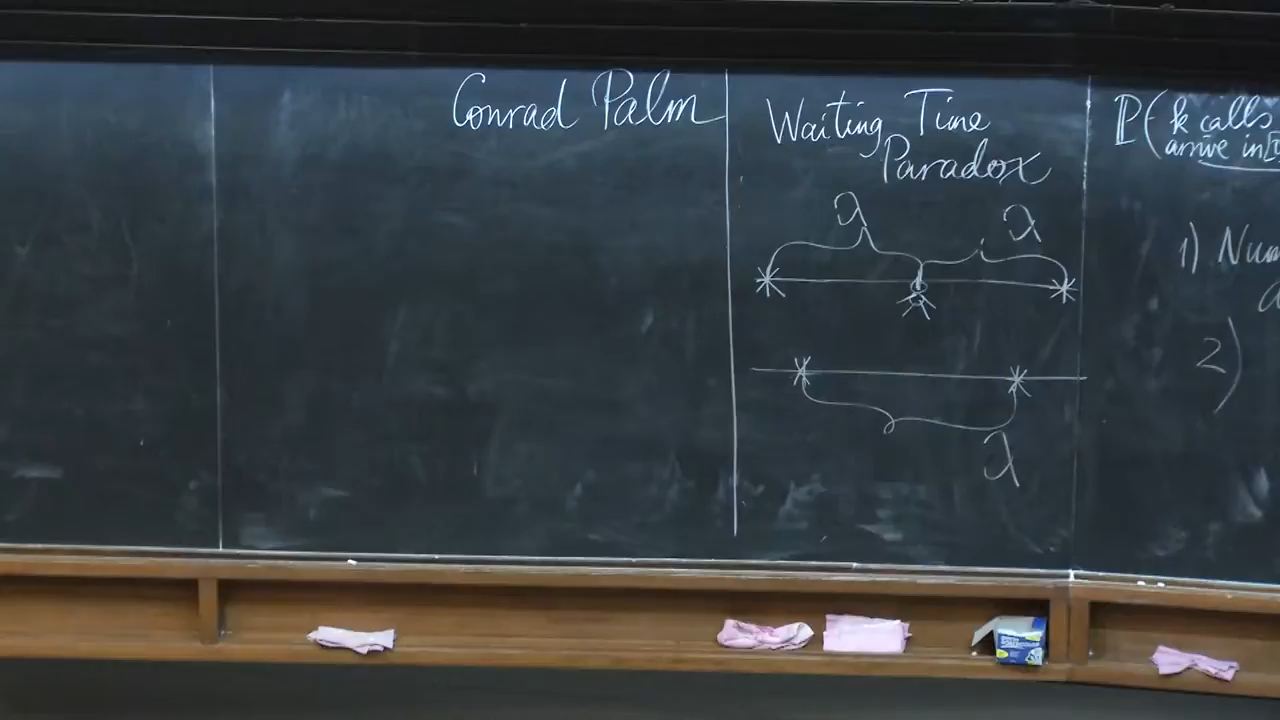 Conrad Palm
Waiting Time
Paradox
λ λ
λ
ℙ( k calls
arrive in[
1) Num
2)